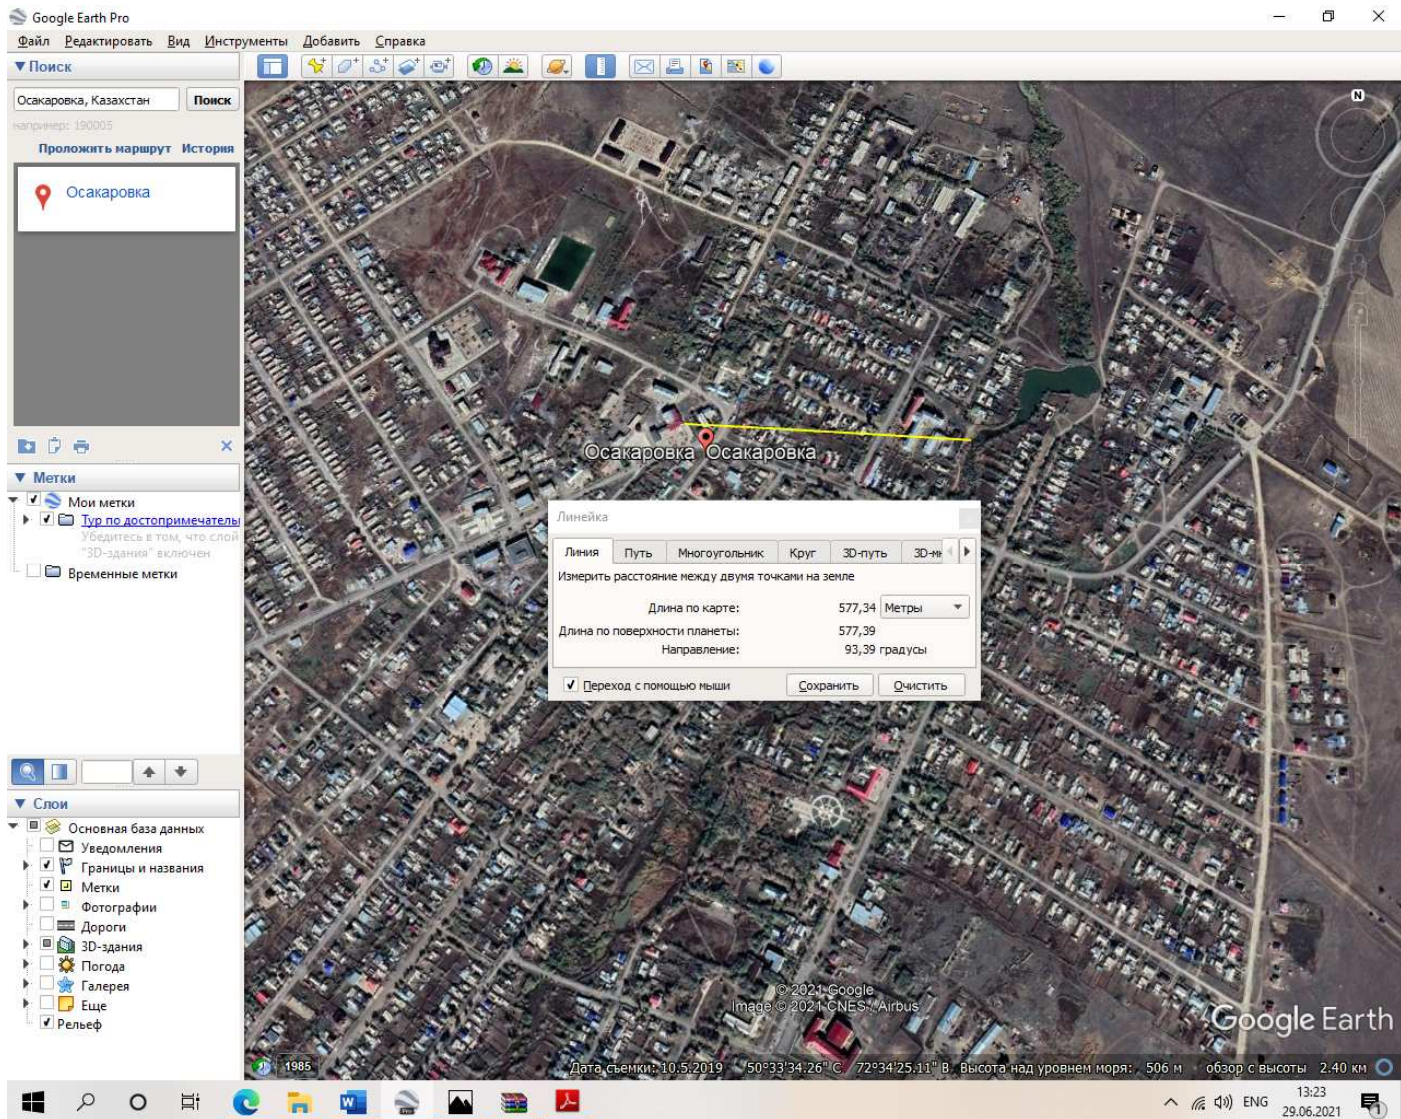 Google Earth Pro
Файл Редактировать Вид Инструменты Добавить Справка
Поиск
Осакаровка, Казахстан Поиск
например: 190005
Проложить маршрут История
Осакаровка
Метки
Мои метки
Тур по достопримечатель
Убедитесь в том, что слой
"3D-здания" включен
Временные метки
Слои
Основная база данных
Уведомления
Границы и названия
Метки
Фотографии
Дороги
3D-здания
Погода
Галерея
Еще
Рельеф
N
Осакаровка Осакаровка
Линейка
Линия Путь Многоугольник Круг 3D-путь
Измерить расстояние между двумя точками на земле
Длина по карте: 577,34 Метры
Длина по поверхности планеты: 577,39
Направление: 93,39 градусы
Переход с помощью мыши Сохранить Очистить
© 2021 Google
Image © 2021 CNES / Airbus
Google Earth
1985
Дата съемки: 10.5.2019 50°33'34.26" С 72°34'25.11" В Высота над уровнем моря: 506 м обзор с высоты 2.40 км
Pro
ENG
13:23
29.06.2021